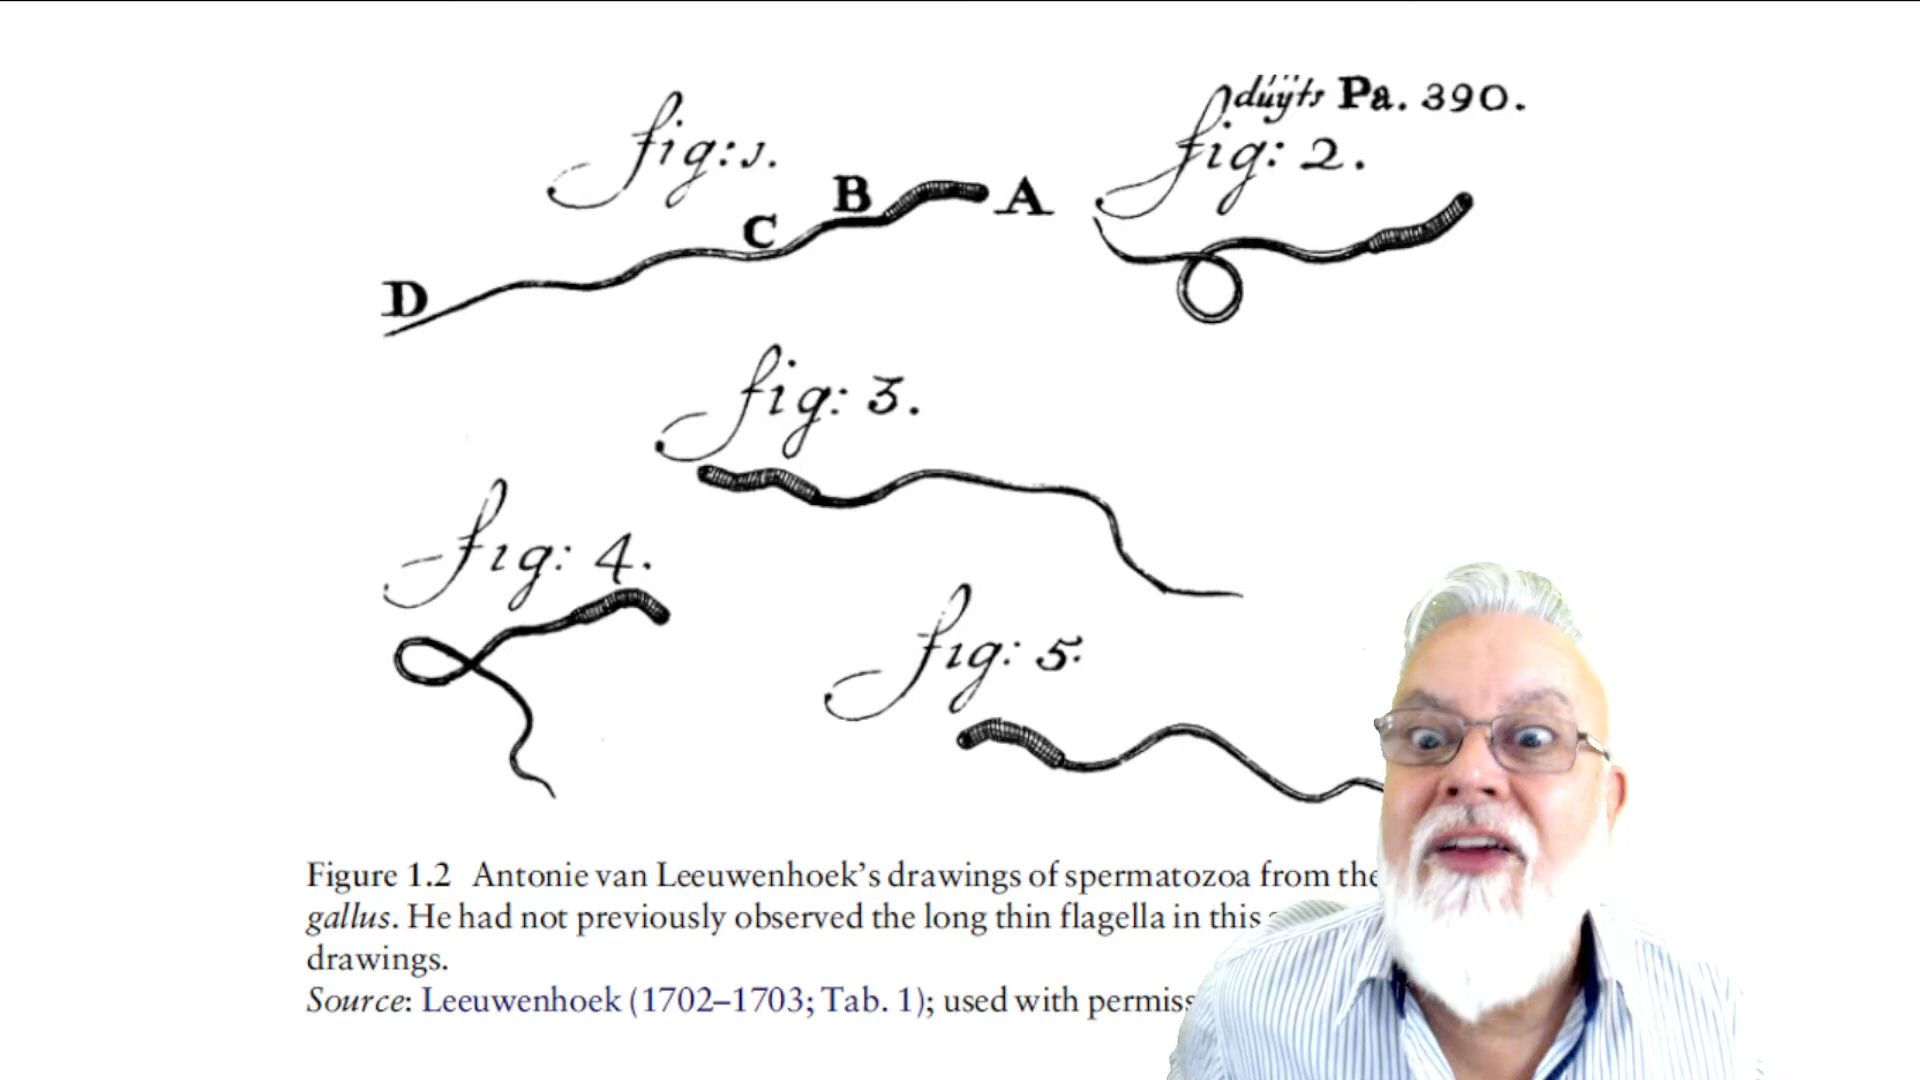 dúÿts Pa. 390.
fig: 1.
fig: 2.
B
A
C
D
fig: 3.
fig: 4.
fig: 5.
Figure 1.2 Antonie van Leeuwenhoek’s drawings of spermatozoa from the
gallus. He had not previously observed the long thin flagella in this
drawings.
Source: Leeuwenhoek (1702–1703; Tab. 1); used with